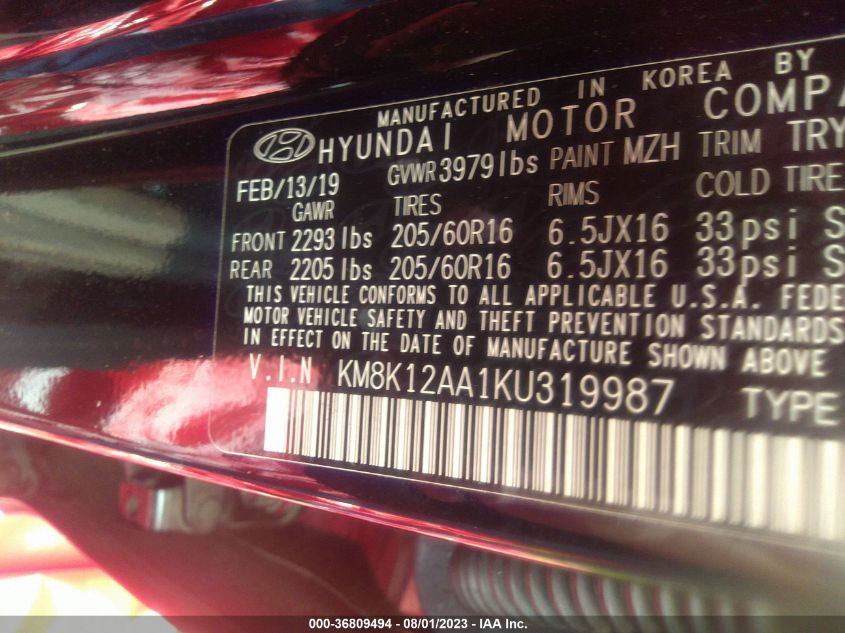 MANUFACTURED IN KOREA BY
HYUNDAI MOTOR COMPA
FEB/13/19 GVWR 3979 lbs PAINT MZH TRIM TRY
GAWR TIRES RIMS COLD TIRE
FRONT 2293 lbs 205/60R16 6.5JX16 33psi S
REAR 2205 lbs 205/60R16 6.5JX16 33psi S
THIS VEHICLE CONFORMS TO ALL APPLICABLE U.S.A. FEDE
MOTOR VEHICLE SAFETY AND THEFT PREVENTION STANDARDS
IN EFFECT ON THE DATE OF MANUFACTURE SHOWN ABOVE
V.I.N KM8K12AA1KU319987 TYPE
000-36809494 - 08/01/2023 - IAA Inc.